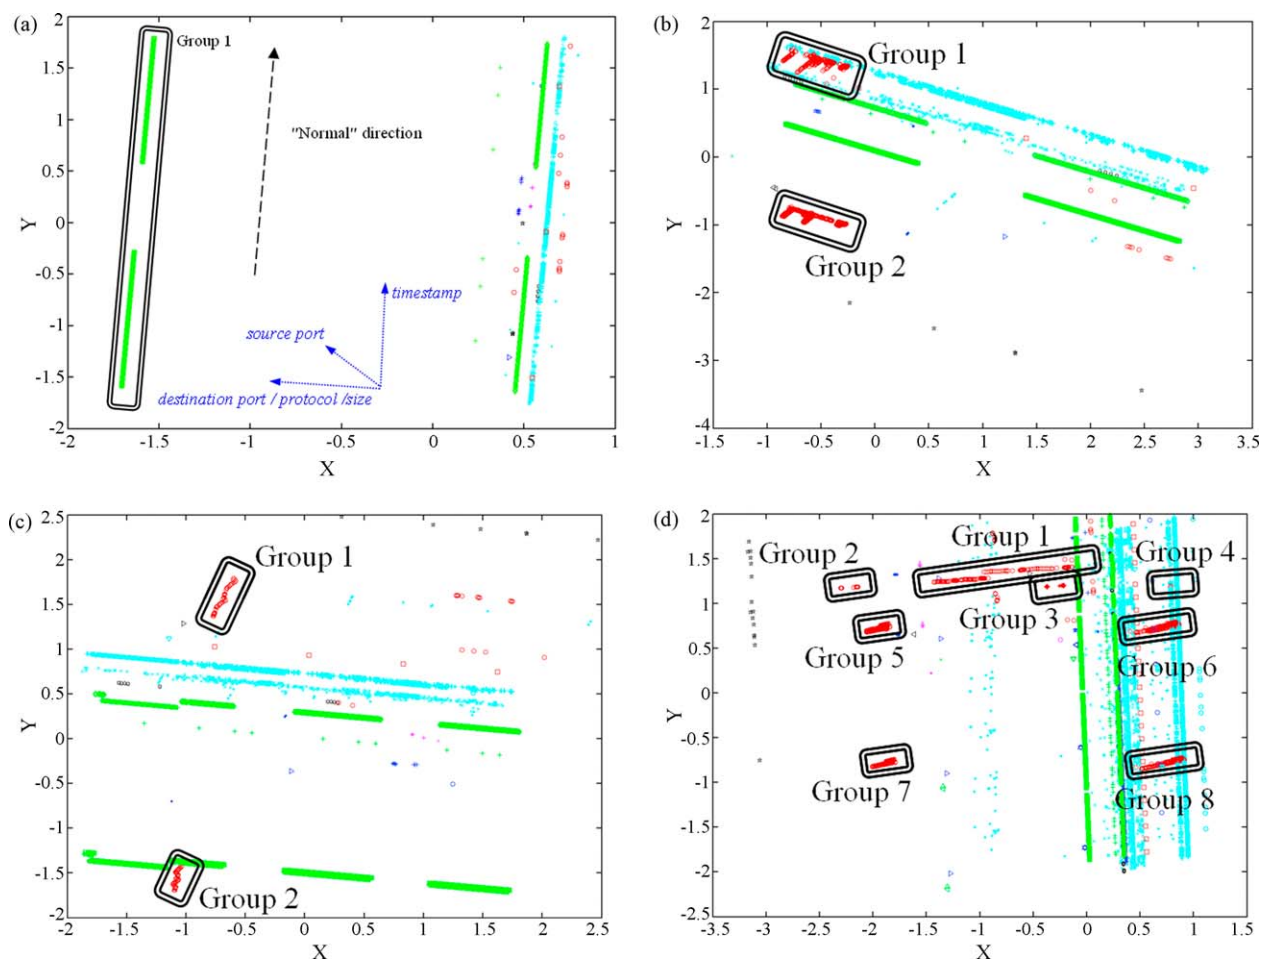 (a)
2
1.5
1
0.5
0
-0.5
-1
-1.5
-2
Y
Group 1
"Normal" direction
timestamp
source port
destination port / protocol /size
-2 -1.5 -1 -0.5 0 0.5 1
X
(b)
2
1
0
-1
-2
-3
-4
Y
Group 1
Group 2
-1.5 -1 -0.5 0 0.5 1 1.5 2 2.5 3 3.5
X
(c)
2.5
2
1.5
1
0.5
0
-0.5
-1
-1.5
-2
Y
Group 1
Group 2
-2 -1.5 -1 -0.5 0 0.5 1 1.5 2 2.5
X
(d)
2
1.5
1
0.5
0
-0.5
-1
-1.5
-2
-2.5
Y
Group 1
Group 2
Group 4
Group 3
Group 5
Group 6
Group 7
Group 8
-3.5 -3 -2.5 -2 -1.5 -1 -0.5 0 0.5 1 1.5
X